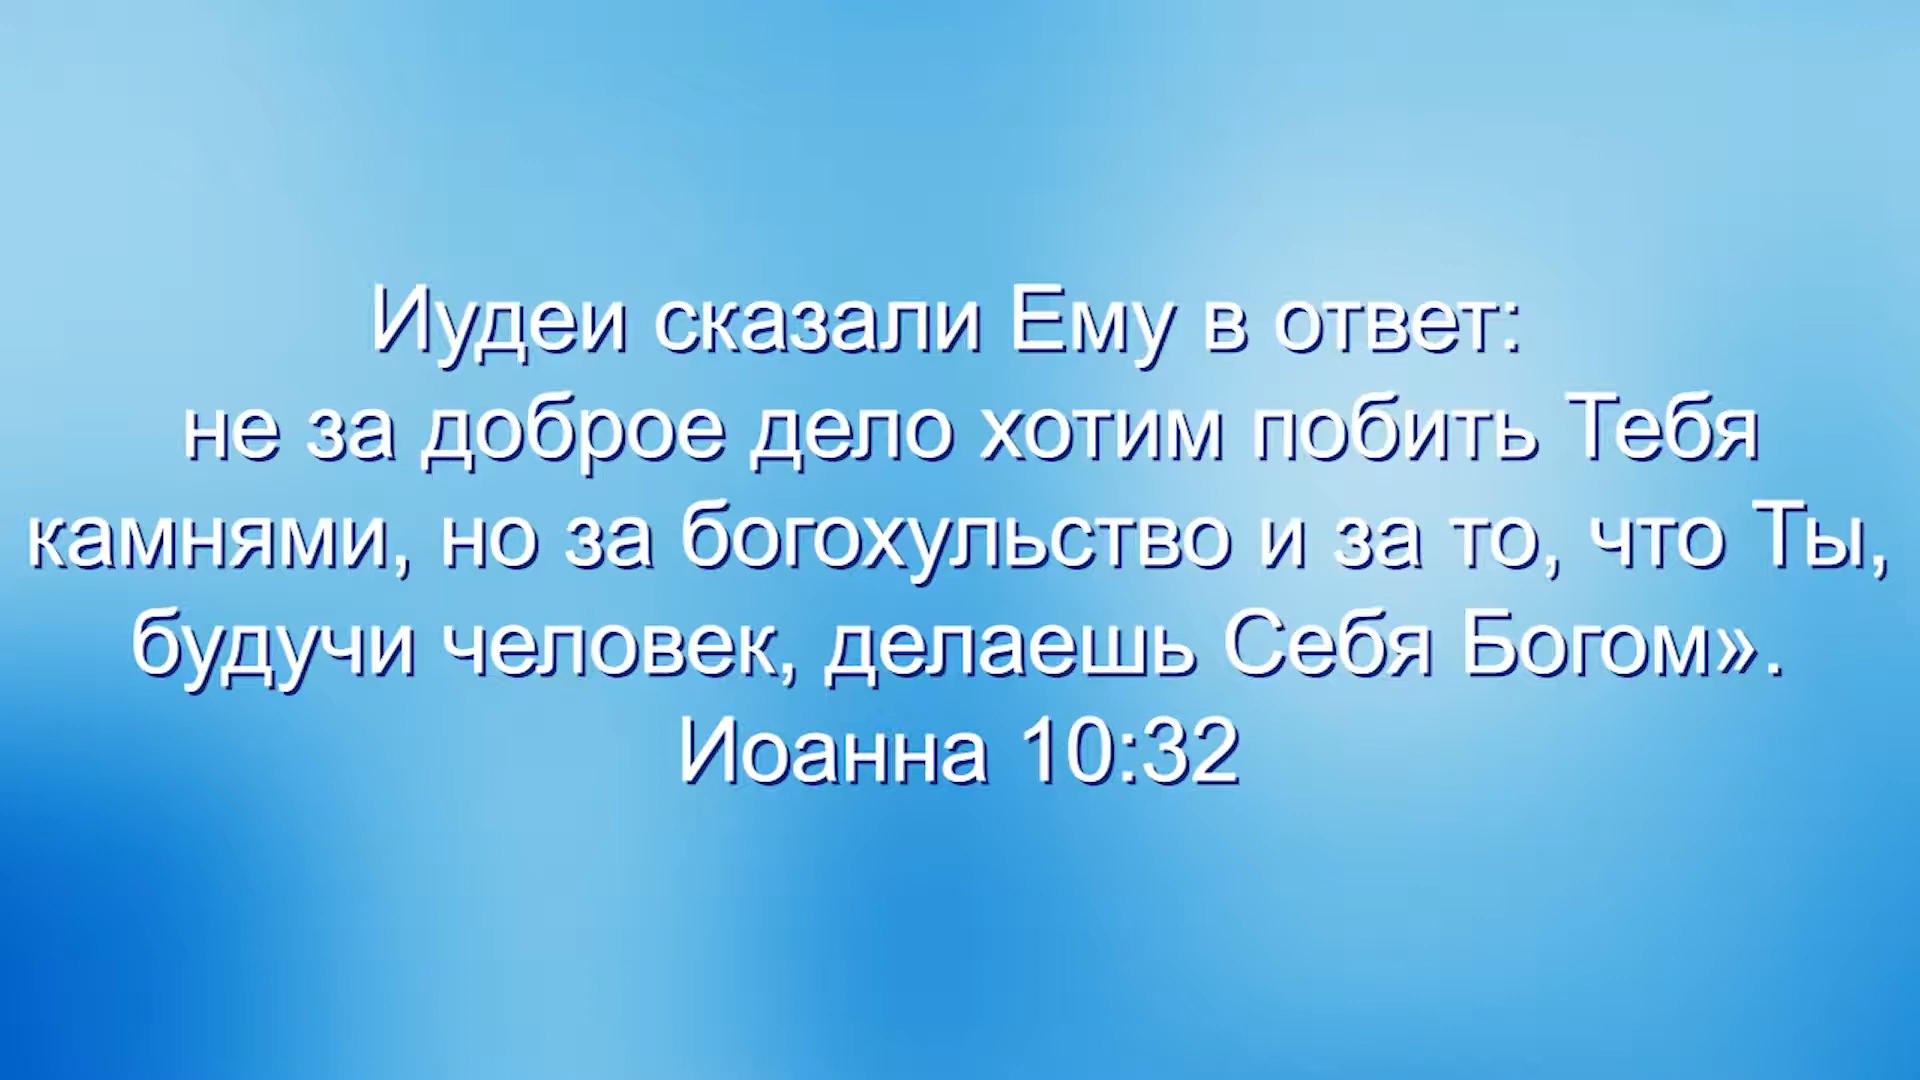 Иудеи сказали Ему в ответ:
не за доброе дело хотим побить Тебя
камнями, но за богохульство и за то, что Ты,
будучи человек, делаешь Себя Богом».
Иоанна 10:32